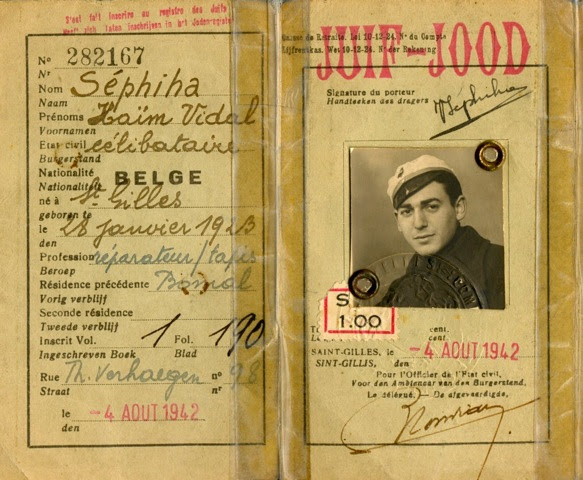 S'est fait inscrire au registre des Juifs
Heeft zich laten inschrijven in het Jodenregister
No 282167
Nr
Nom Séphiha
Naam
Prénoms Haïm Vidal
Voornamen
Etat civil célibataire
Burgerstand
Nationalité
Nationaliteit BELGE
né à St Gilles
geboren te
le 28 janvier 1923
den
Profession réparateur/tapis
Beroep
Résidence précédente Bomal
Vorig verblijf
Seconde résidence
Tweede verblijf
Inscrit Vol. 1 Fol. 190
Ingeschreven Boek Blad
Rue Th. Verhaegen no 98
Straat nr
le -4 AOUT 1942
den
JUIF-JOOD
Caisse de Retraite. Loi 10-12-24. No du Compte
Lijfrentkas. Wet 10-12-24. Nr der Rekening
Signature du porteur
Handteeken des dragers
VSéphiha
S
1.00
cent.
cent.
SAINT-GILLES, le
SINT-GILLIS, den -4 AOUT 1942
Pour l'Officier de l'Etat civil,
Voor den Ambtenaar van den Burgerstand,
Le délégué, De afgevaardigde,